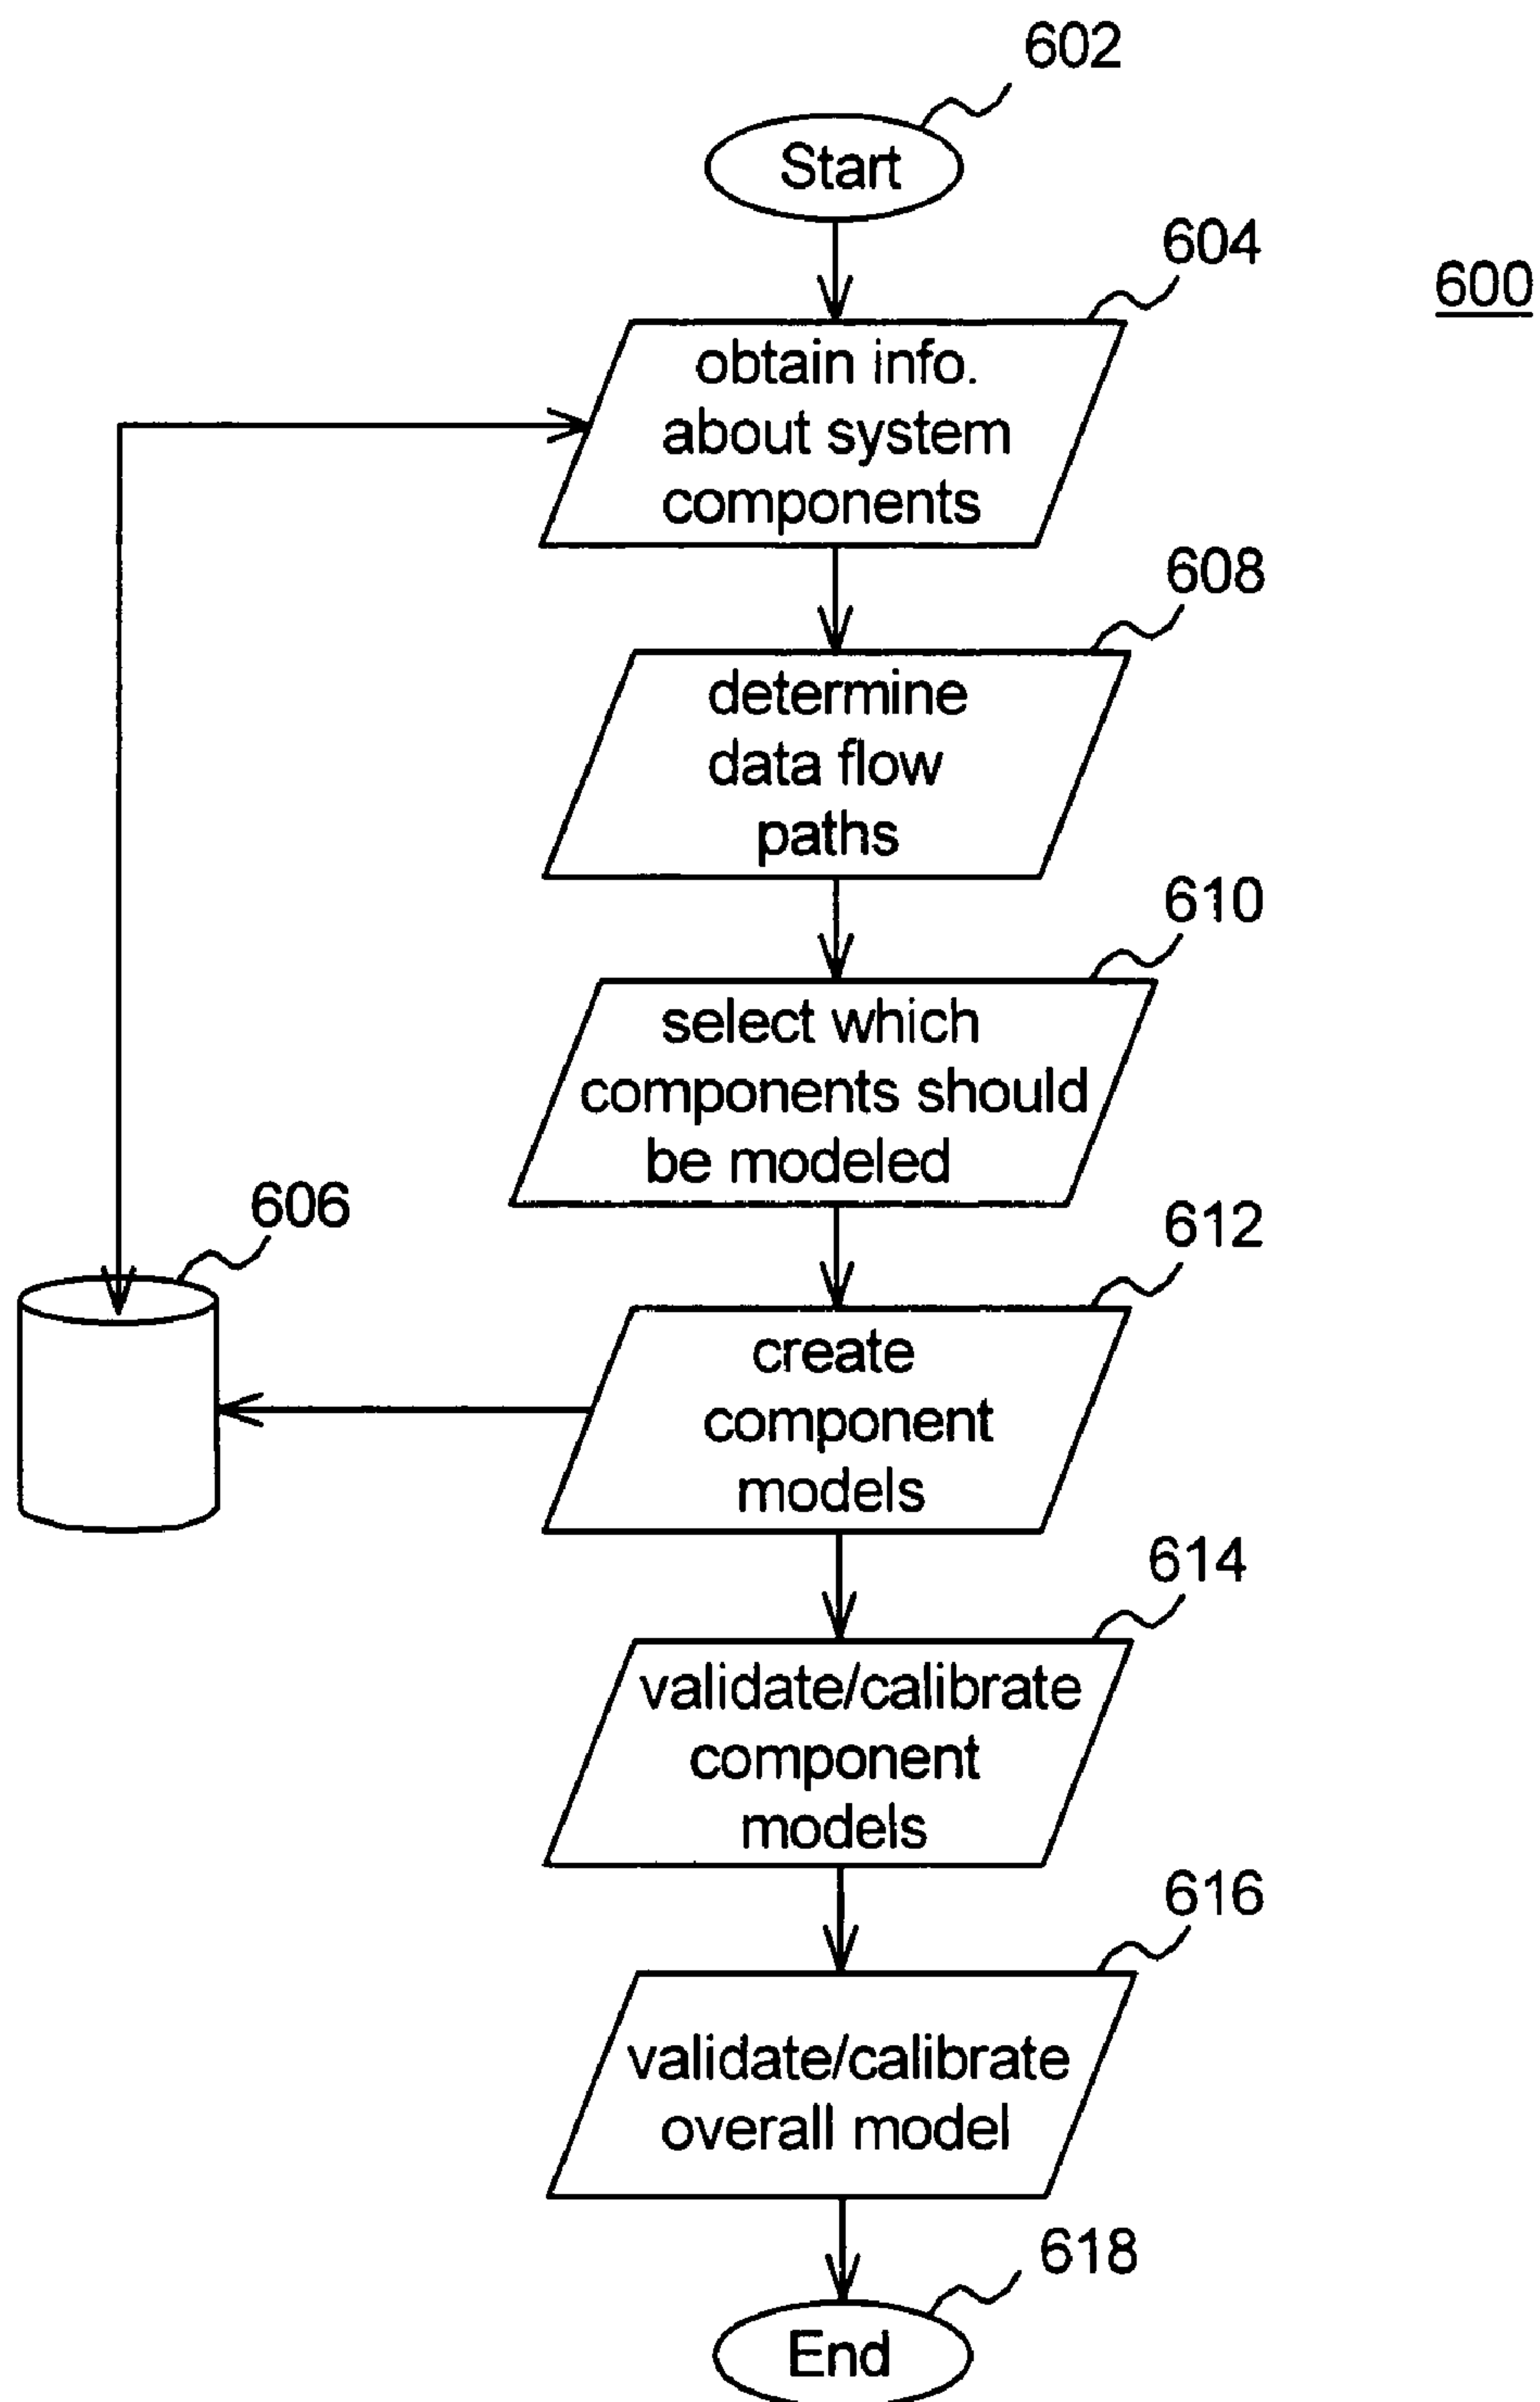 602
Start
604
600
obtain info.
about system
components
608
determine
data flow
paths
610
select which
components should
be modeled
606
612
create
component
models
614
validate/calibrate
component
models
616
validate/calibrate
overall model
618
End